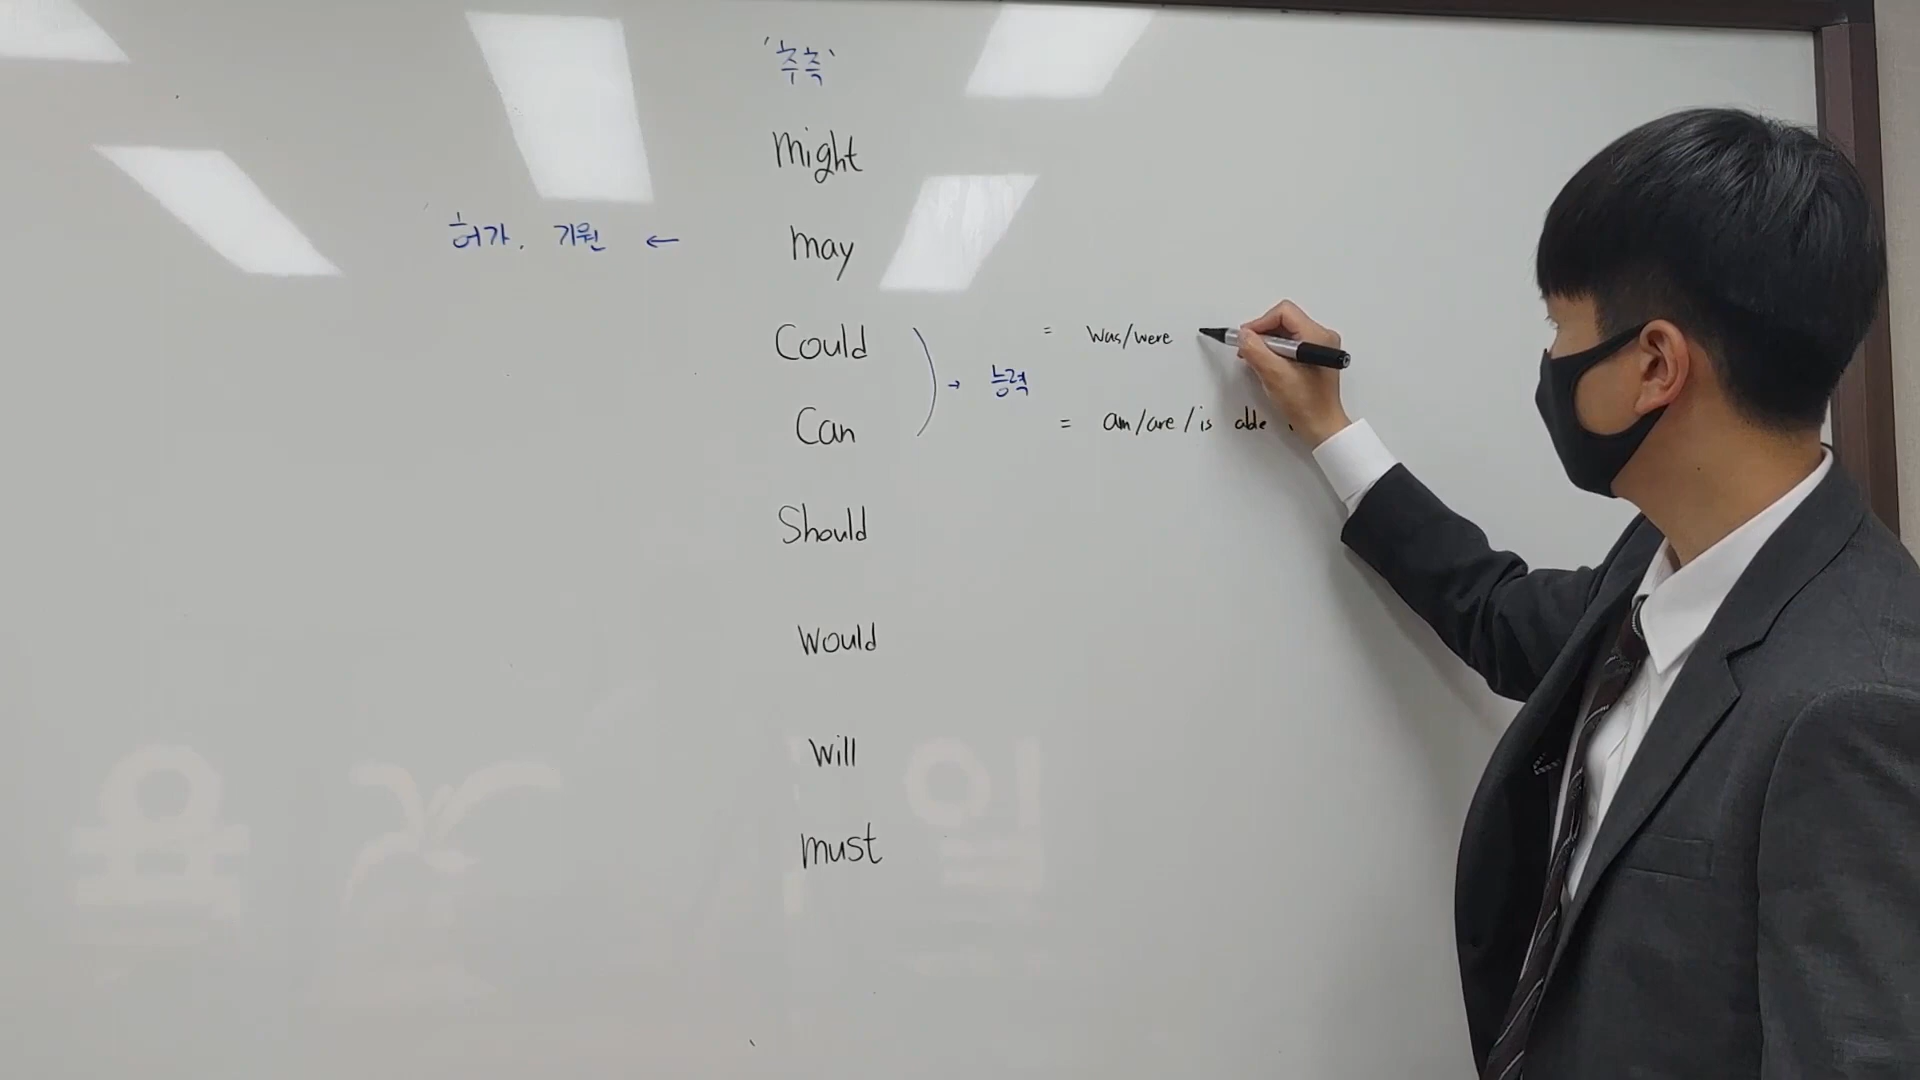 '추측'
might
허가, 기원 ← may
Could = was/were
→ 능력
Can = am/are/is able
Should
would
will
must